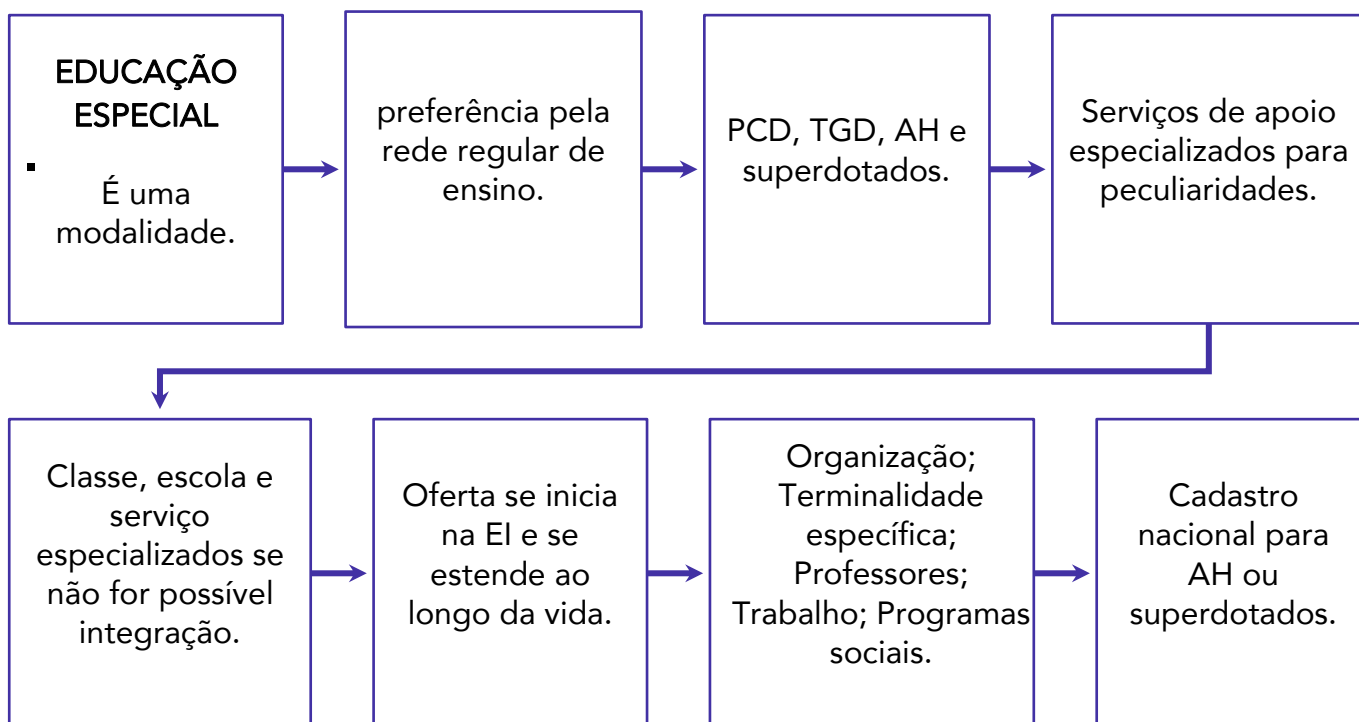 EDUCAÇÃO
ESPECIAL
▪
É uma
modalidade.
preferência pela
rede regular de
ensino.
PCD, TGD, AH e
superdotados.
Serviços de apoio
especializados para
peculiaridades.
Classe, escola e
serviço
especializados se
não for possível
integração.
Oferta se inicia
na EI e se
estende ao
longo da vida.
Organização;
Terminalidade
específica;
Professores;
Trabalho; Programas
sociais.
Cadastro
nacional para
AH ou
superdotados.